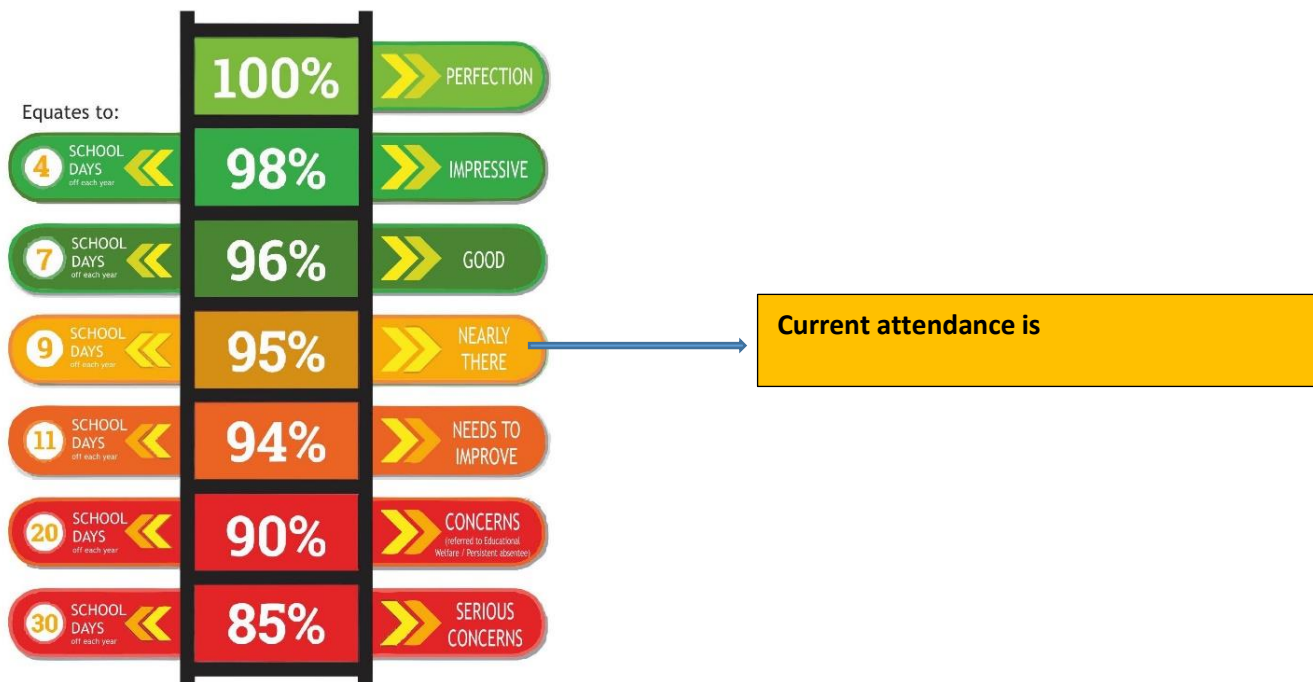 100%
PERFECTION
Equates to:
4
SCHOOL
DAYS
off each year
98%
IMPRESSIVE
7
SCHOOL
DAYS
off each year
96%
GOOD
9
SCHOOL
DAYS
off each year
95%
NEARLY
THERE
Current attendance is
11
SCHOOL
DAYS
off each year
94%
NEEDS TO
IMPROVE
20
SCHOOL
DAYS
off each year
90%
CONCERNS
(referred to Educational
Welfare / Persistent absentee)
30
SCHOOL
DAYS
off each year
85%
SERIOUS
CONCERNS